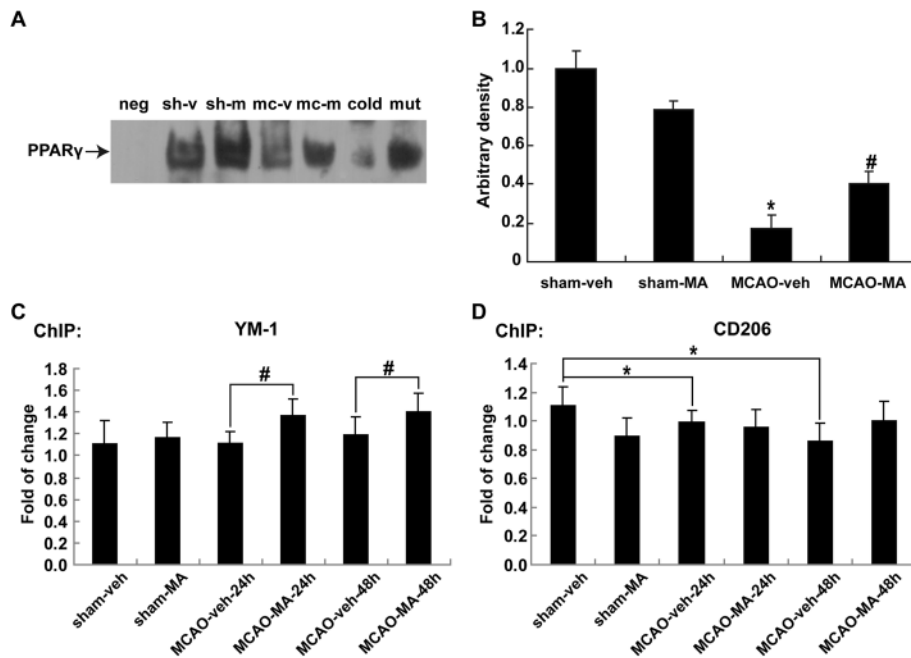 A
neg sh-v sh-m mc-v mc-m cold mut
PPARγ
B
Arbitrary density
1.2
1.0
0.8
0.6
0.4
0.2
0
*
#
sham-veh sham-MA MCAO-veh MCAO-MA
C
ChIP: YM-1
Fold of change
1.8
1.6
1.4
1.2
1.0
0.8
0.6
0.4
0.2
0.0
# #
sham-veh
sham-MA
MCAO-veh-24h
MCAO-MA-24h
MCAO-veh-48h
MCAO-MA-48h
D
ChIP: CD206
Fold of change
1.4
1.2
1.0
0.8
0.6
0.4
0.2
0.0
*
*
sham-veh
sham-MA
MCAO-veh-24h
MCAO-MA-24h
MCAO-veh-48h
MCAO-MA-48h